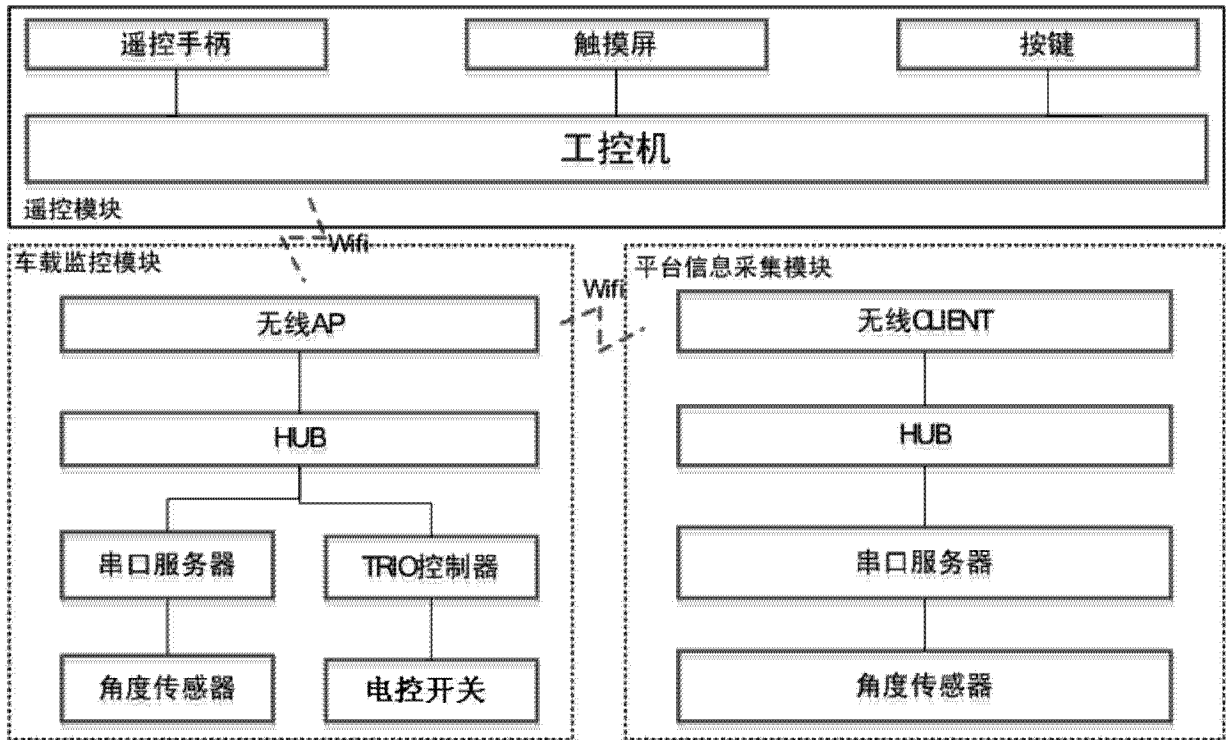 遥控手柄
触摸屏
按键
工控机
遥控模块
Wifi
车载监控模块
无线AP
HUB
串口服务器
TRIO控制器
角度传感器
电控开关
Wifi
平台信息采集模块
无线CLIENT
HUB
串口服务器
角度传感器